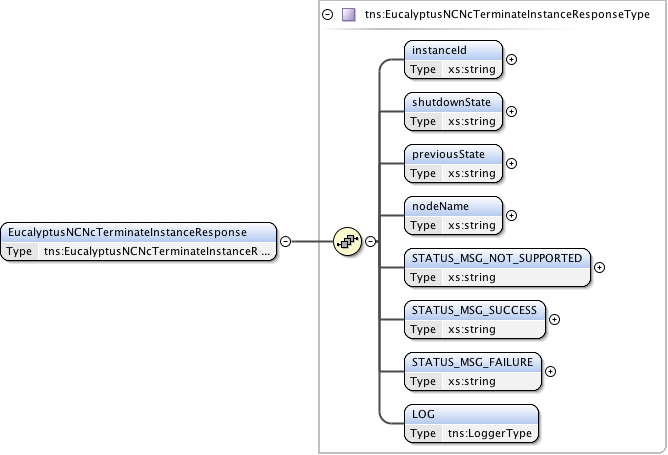 tns:EucalyptusNCNcTerminateInstanceResponseType
instanceId
Type xs:string
shutdownState
Type xs:string
previousState
Type xs:string
nodeName
Type xs:string
EucalyptusNCNcTerminateInstanceResponse
Type tns:EucalyptusNCNcTerminateInstanceR ...
STATUS_MSG_NOT_SUPPORTED
Type xs:string
STATUS_MSG_SUCCESS
Type xs:string
STATUS_MSG_FAILURE
Type xs:string
LOG
Type tns:LoggerType